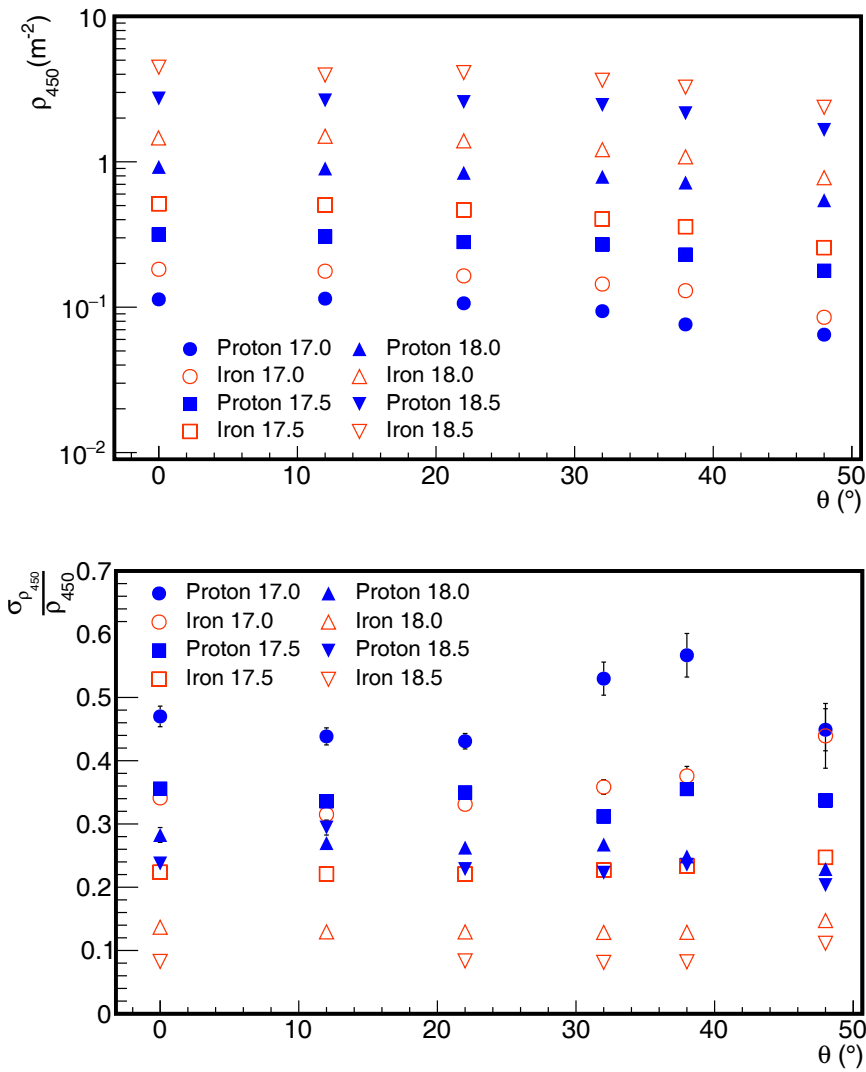 ρ450(m-2)
10
1
10−1
10−2
Proton 17.0
Proton 18.0
Iron 17.0
Iron 18.0
Proton 17.5
Proton 18.5
Iron 17.5
Iron 18.5
0 10 20 30 40 50
θ (°)
σρ450
ρ450
0.7
0.6
0.5
0.4
0.3
0.2
0.1
0
Proton 17.0
Proton 18.0
Iron 17.0
Iron 18.0
Proton 17.5
Proton 18.5
Iron 17.5
Iron 18.5
0 10 20 30 40 50
θ (°)